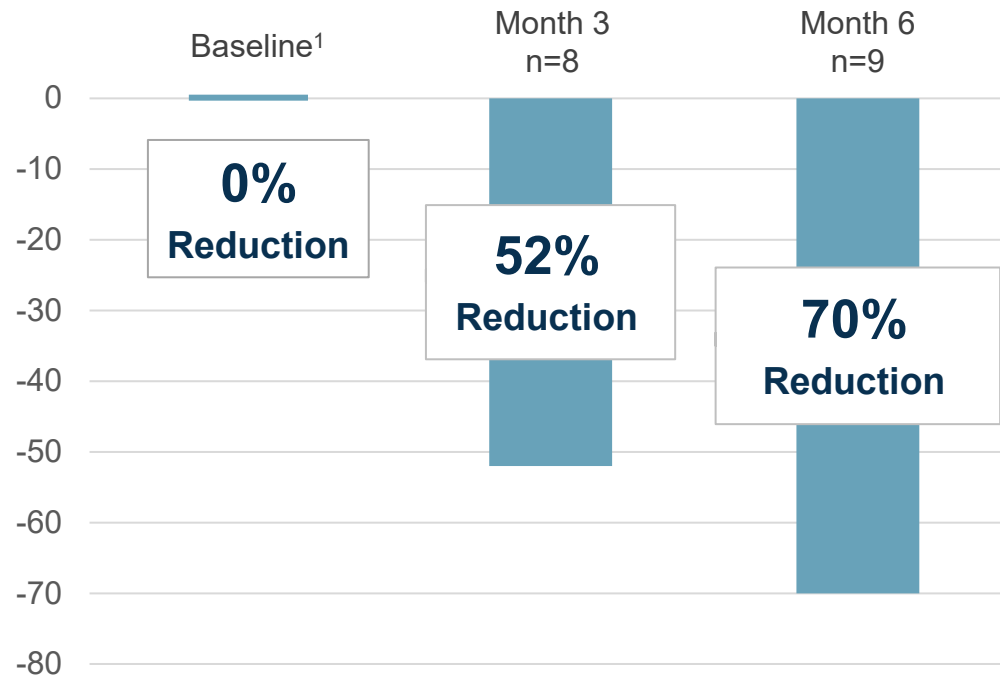 Baseline¹
Month 3
n=8
Month 6
n=9
0
-10
-20
-30
-40
-50
-60
-70
-80
0%
Reduction
52%
Reduction
70%
Reduction